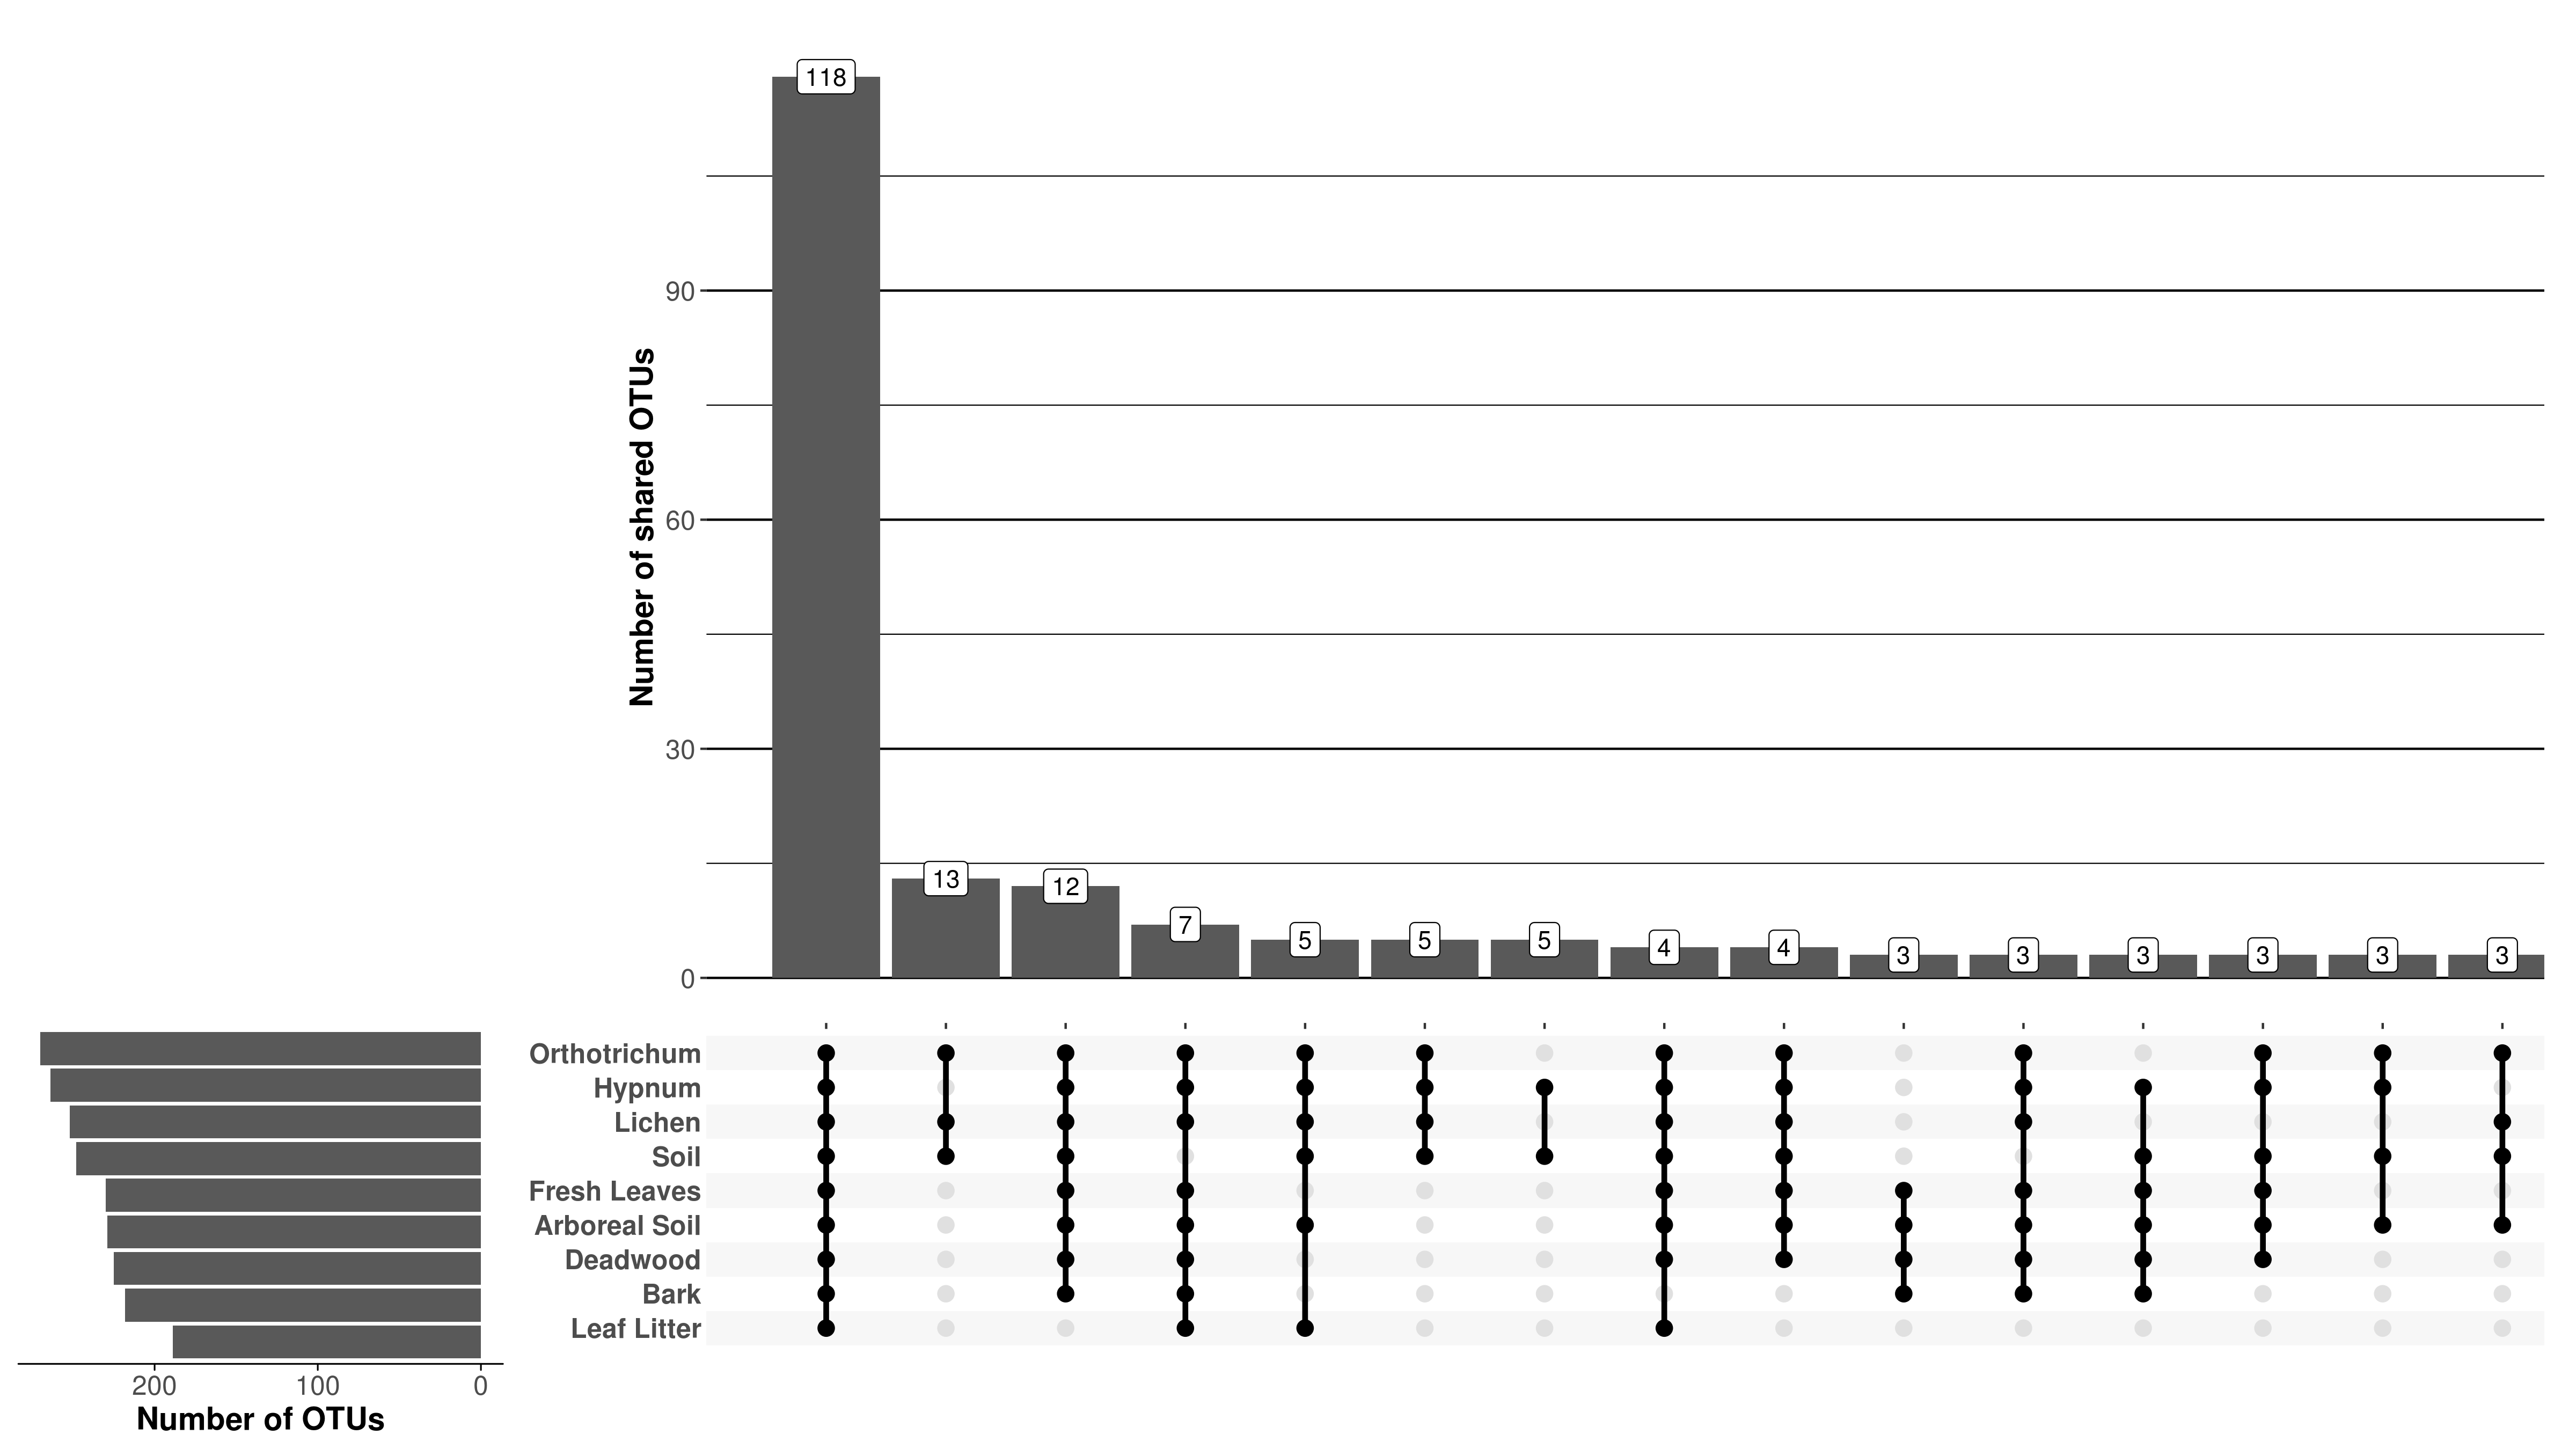 118
90
60
30
0
Number of shared OTUs
13
12
7
5
5
5
4
4
3
3
3
3
3
3
Orthotrichum
Hypnum
Lichen
Soil
Fresh Leaves
Arboreal Soil
Deadwood
Bark
Leaf Litter
200 100 0
Number of OTUs